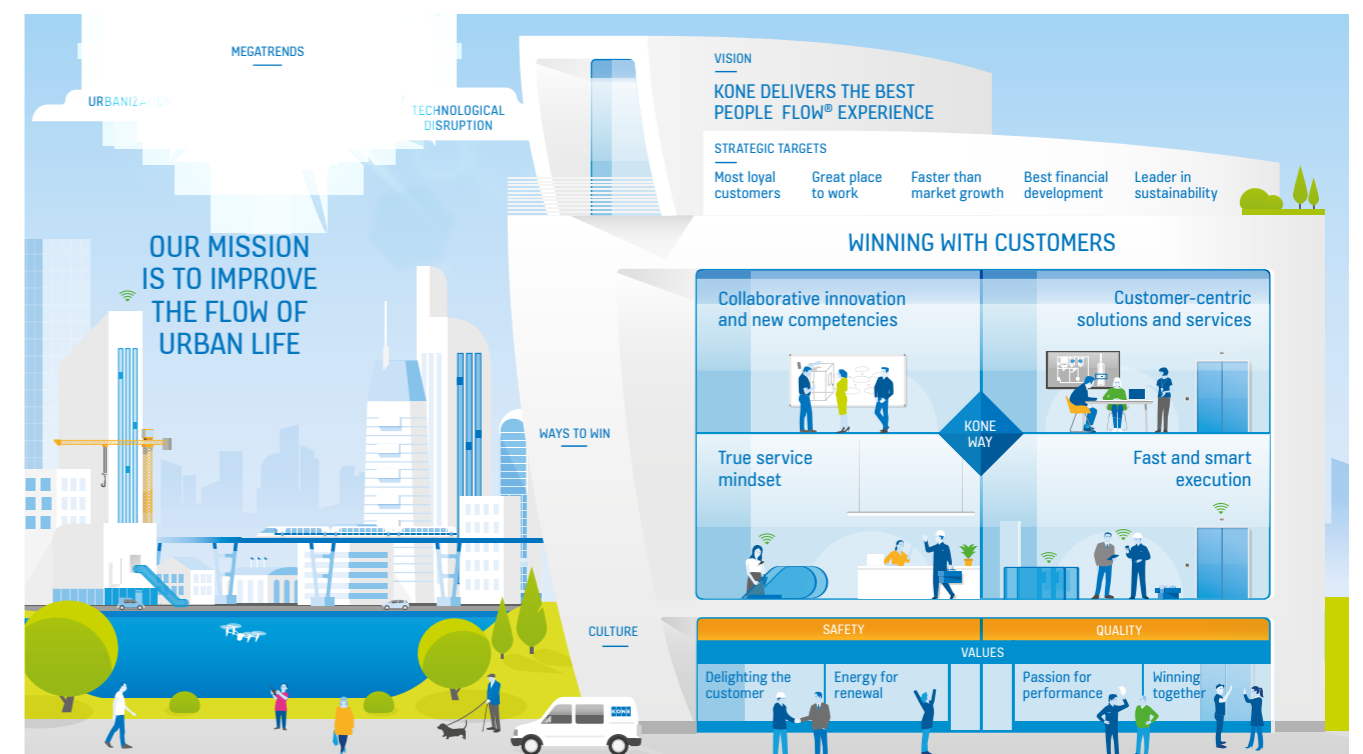 MEGATRENDS
TECHNOLOGICAL
DISRUPTION
OUR MISSION
IS TO IMPROVE
THE FLOW OF
URBAN LIFE
VISION
KONE DELIVERS THE BEST
PEOPLE FLOW® EXPERIENCE
STRATEGIC TARGETS
Most loyal
customers
Great place
to work
Faster than
market growth
Best financial
development
Leader in
sustainability
WINNING WITH CUSTOMERS
WAYS TO WIN
Collaborative innovation
and new competencies
Customer-centric
solutions and services
KONE
WAY
True service
mindset
Fast and smart
execution
CULTURE
SAFETY
QUALITY
VALUES
Delighting the
customer
Energy for
renewal
Passion for
performance
Winning
together
KONE